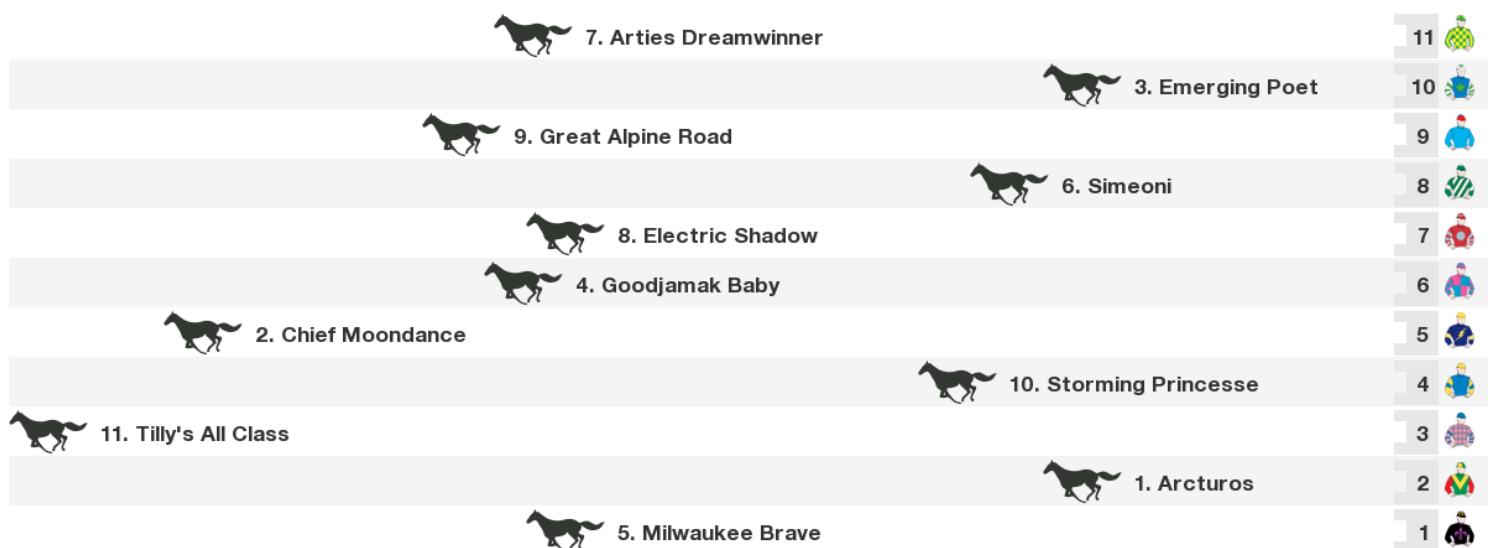 7. Arties Dreamwinner 11
3. Emerging Poet 10
9. Great Alpine Road 9
6. Simeoni 8
8. Electric Shadow 7
4. Goodjamak Baby 6
2. Chief Moondance 5
10. Storming Princesse 4
11. Tilly's All Class 3
1. Arcturos 2
5. Milwaukee Brave 1